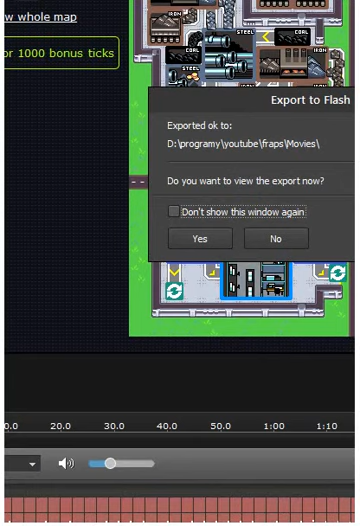 w whole map
or 1000 bonus ticks
IRON
STEEL
IRON
COAL
COAL
STEEL
Export to Flash
Exported ok to:
D:\programy\youtube\fraps\Movies\
Do you want to view the export now?
Don't show this window again
Yes
No
0.0 20.0 30.0 40.0 50.0 1:00 1:10